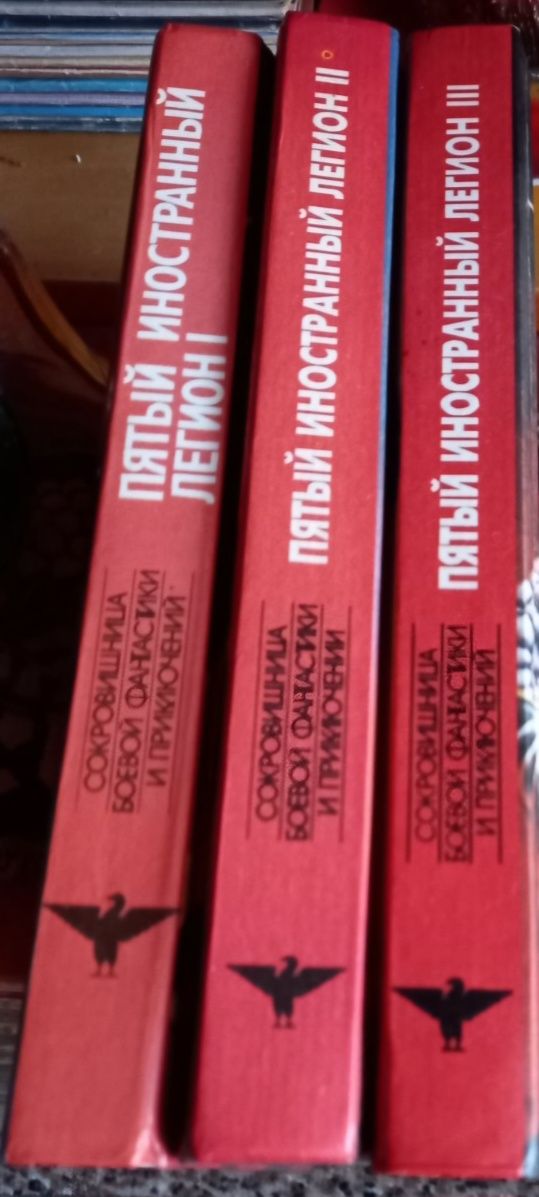 ПЯТЫЙ ИНОСТРАННЫЙ
ЛЕГИОН I
СОКРОВИЩНИЦА
БОЕВОЙ ФАНТАСТИКИ
И ПРИКЛЮЧЕНИЙ
ПЯТЫЙ ИНОСТРАННЫЙ ЛЕГИОН II
СОКРОВИЩНИЦА
БОЕВОЙ ФАНТАСТИКИ
И ПРИКЛЮЧЕНИЙ
ПЯТЫЙ ИНОСТРАННЫЙ ЛЕГИОН III
СОКРОВИЩНИЦА
БОЕВОЙ ФАНТАСТИКИ
И ПРИКЛЮЧЕНИЙ